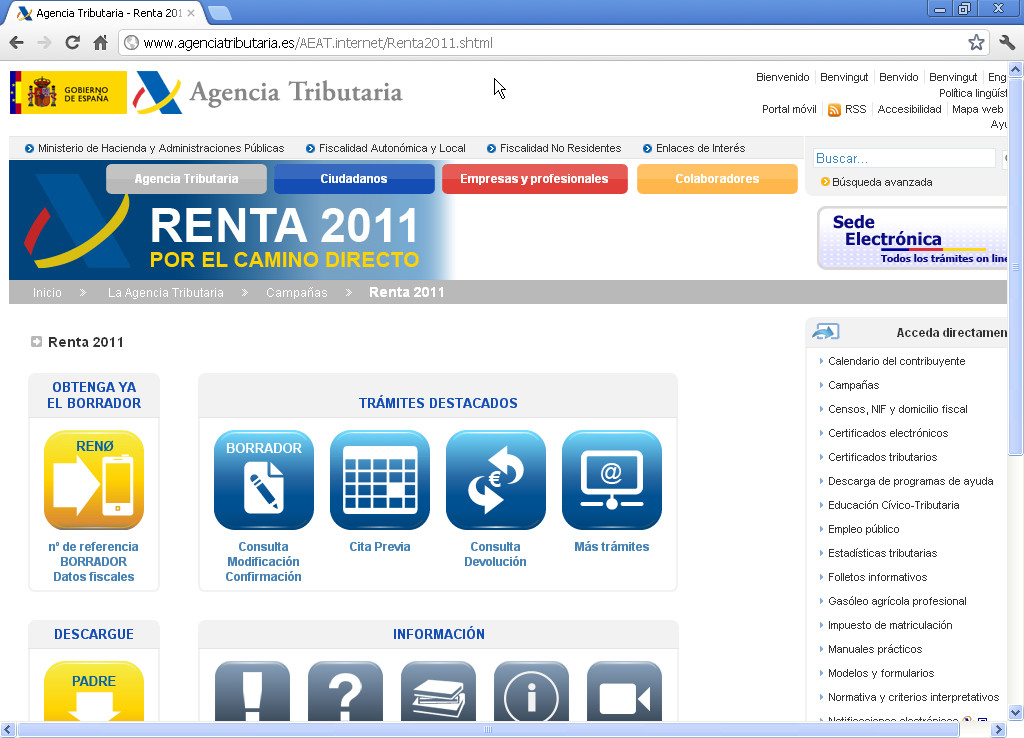 Agencia Tributaria - Renta 201
www.agenciatributaria.es/AEAT.internet/Renta2011.shtml
GOBIERNO
DE ESPAÑA
Agencia Tributaria
Bienvenido
Benvingut
Benvido
Benvingut
Eng
Política lingüíst
Portal móvil
RSS
Accesibilidad
Mapa web
Ayu
Ministerio de Hacienda y Administraciones Públicas
Fiscalidad Autonómica y Local
Fiscalidad No Residentes
Enlaces de Interés
Buscar...
Búsqueda avanzada
Agencia Tributaria
Ciudadanos
Empresas y profesionales
Colaboradores
RENTA 2011
POR EL CAMINO DIRECTO
Sede
Electrónica
Todos los trámites on line
Inicio
La Agencia Tributaria
Campañas
Renta 2011
Renta 2011
OBTENGA YA
EL BORRADOR
RENØ
nº de referencia
BORRADOR
Datos fiscales
TRÁMITES DESTACADOS
BORRADOR
Consulta
Modificación
Confirmación
Cita Previa
€
Consulta
Devolución
@
Más trámites
DESCARGUE
PADRE
INFORMACIÓN
!
?
i
Acceda directamen
Calendario del contribuyente
Campañas
Censos, NIF y domicilio fiscal
Certificados electrónicos
Certificados tributarios
Descarga de programas de ayuda
Educación Cívico-Tributaria
Empleo público
Estadísticas tributarias
Folletos informativos
Gasóleo agrícola profesional
Impuesto de matriculación
Manuales prácticos
Modelos y formularios
Normativa y criterios interpretativos
Notificaciones electrónicas